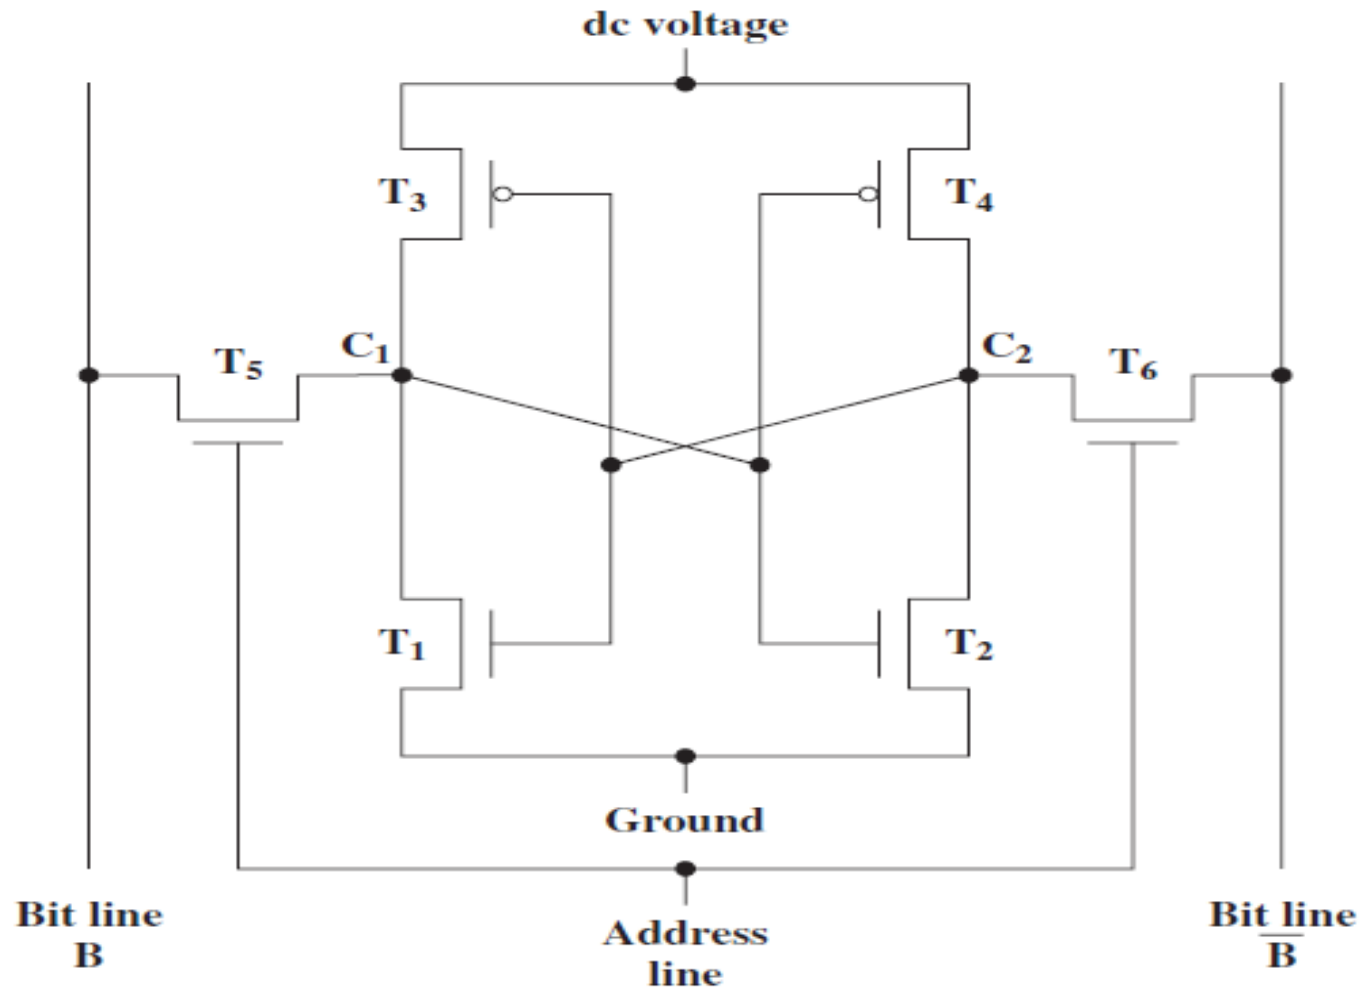 dc voltage
T3
T4
T5
C1
C2
T6
T1
T2
Ground
Bit line
B
Address
line
Bit line
B̅